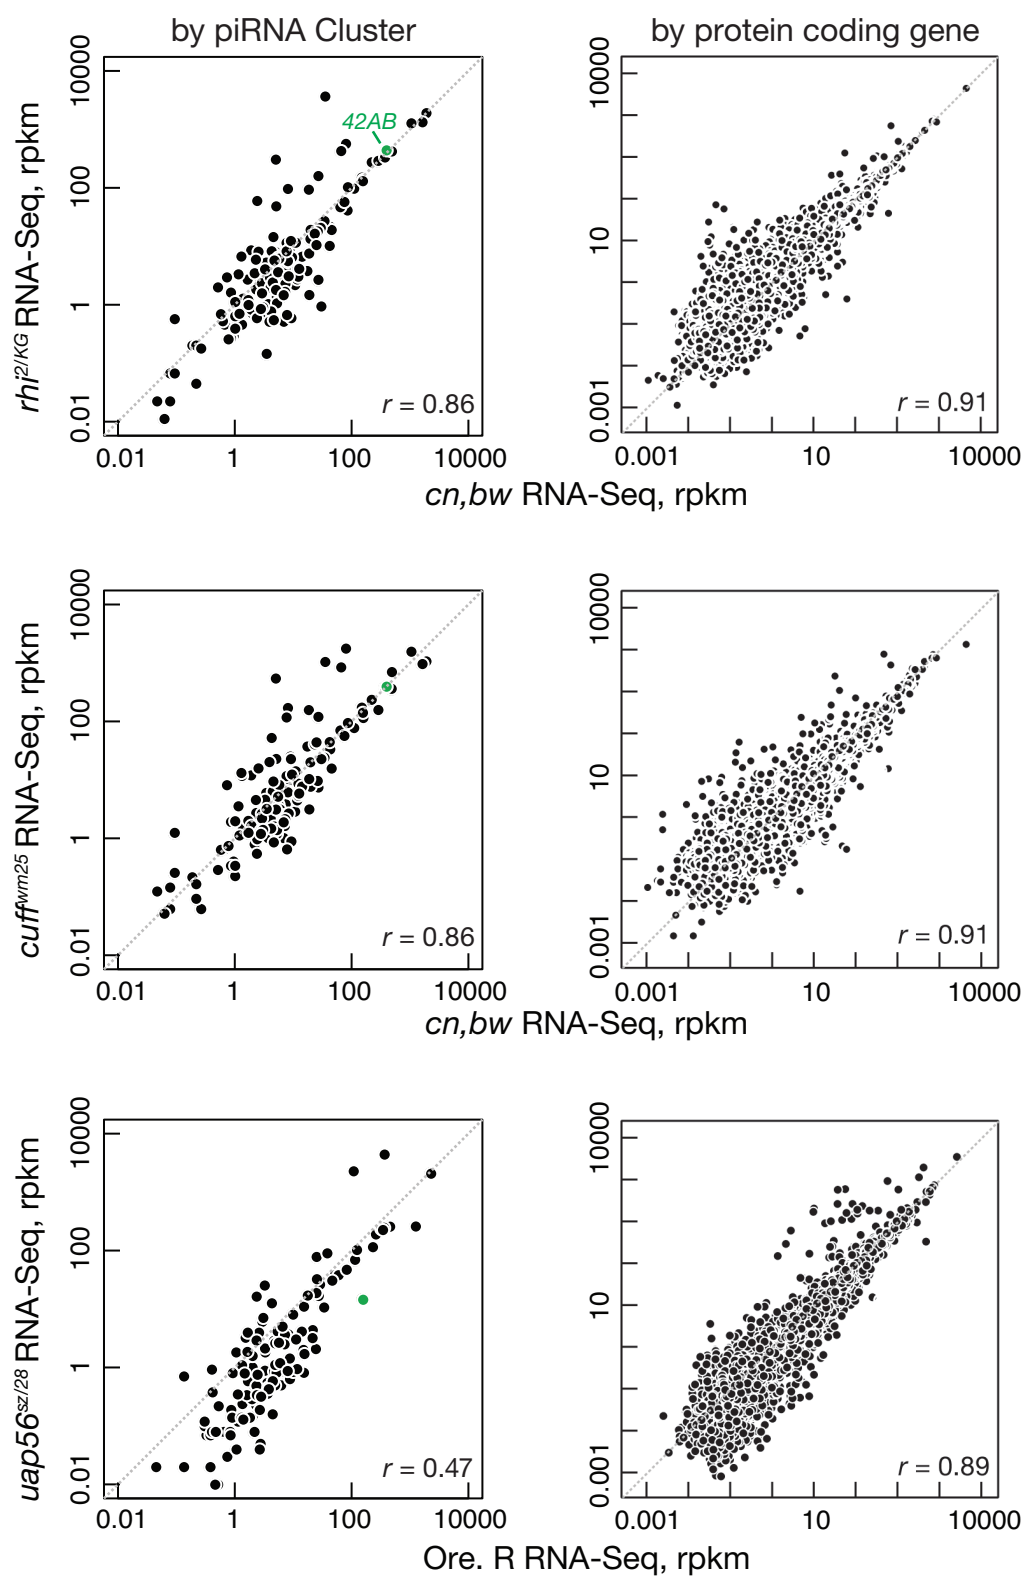 by piRNA Cluster
by protein coding gene
rhi2/KG RNA-Seq, rpkm
10000
100
1
0.01
42AB
r = 0.86
0.01 1 100 10000
10000
10
0.001
r = 0.91
0.001 10 10000
cn,bw RNA-Seq, rpkm
cuffwm25 RNA-Seq, rpkm
10000
100
1
0.01
r = 0.86
0.01 1 100 10000
10000
10
0.001
r = 0.91
0.001 10 10000
cn,bw RNA-Seq, rpkm
uap56sz/28 RNA-Seq, rpkm
10000
100
1
0.01
r = 0.47
0.01 1 100 10000
10000
10
0.001
r = 0.89
0.001 10 10000
Ore. R RNA-Seq, rpkm